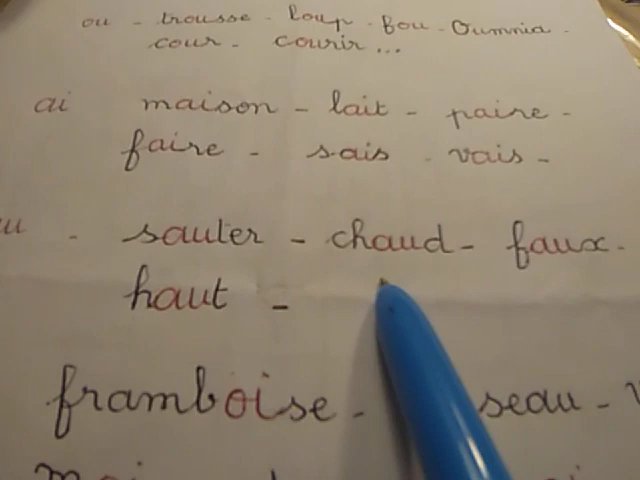 ou - trousse - loup - fou - Oumnia -
cour - courir...
ai maison - lait - paire -
faire - sais - vais -
u - sauter - chaud - faux -
haut -
framboise - seau -